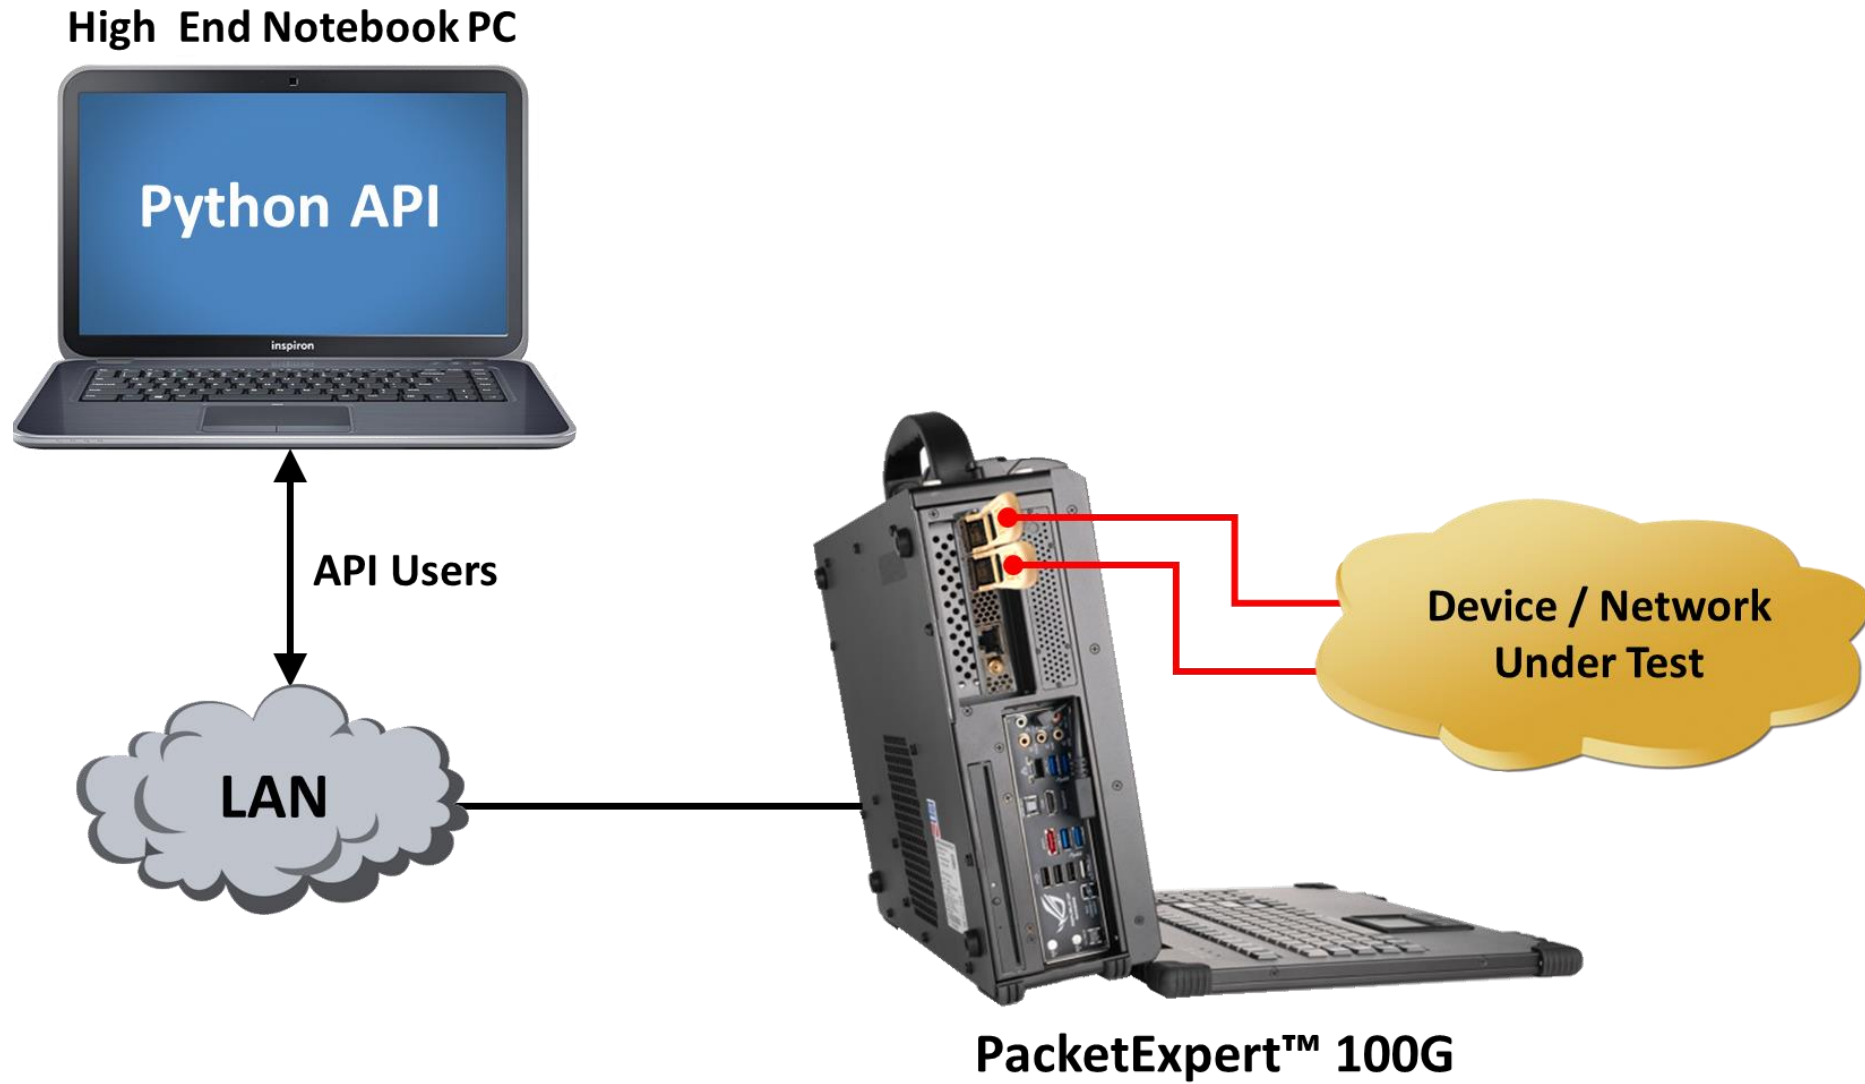 High End Notebook PC
Python API
inspiron
API Users
LAN
Device / Network
Under Test
PacketExpert™ 100G